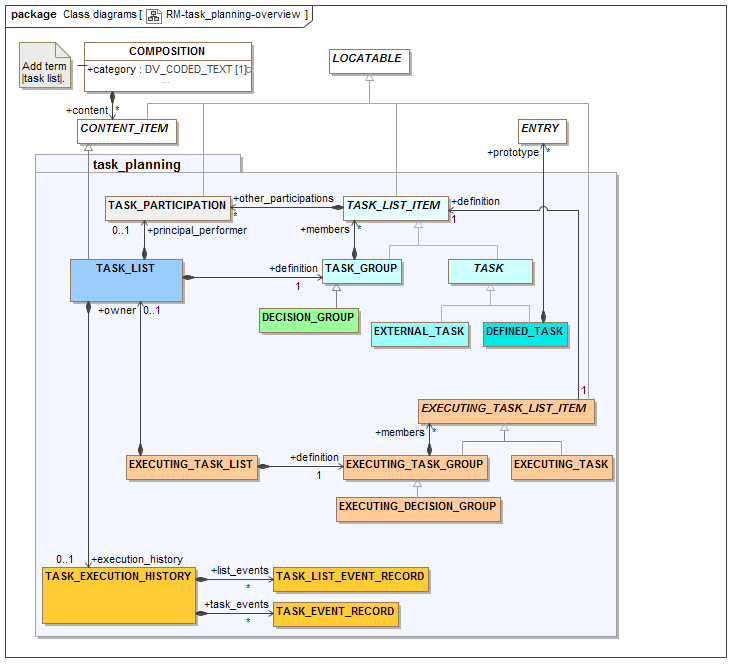 package Class diagrams [ RM-task_planning-overview ]
Add term
|task list|.
COMPOSITION
+category : DV_CODED_TEXT [1]
...
LOCATABLE
+content
*
CONTENT_ITEM
ENTRY
+prototype
*
task_planning
TASK_PARTICIPATION
+other_participations
*
TASK_LIST_ITEM
+definition
1
0..1
+principal_performer
+members
*
TASK_LIST
+definition
1
TASK_GROUP
TASK
+owner
0..1
DECISION_GROUP
EXTERNAL_TASK
DEFINED_TASK
1
EXECUTING_TASK_LIST_ITEM
+members
*
EXECUTING_TASK_LIST
+definition
1
EXECUTING_TASK_GROUP
EXECUTING_TASK
EXECUTING_DECISION_GROUP
0..1
+execution_history
TASK_EXECUTION_HISTORY
+list_events
*
TASK_LIST_EVENT_RECORD
+task_events
*
TASK_EVENT_RECORD